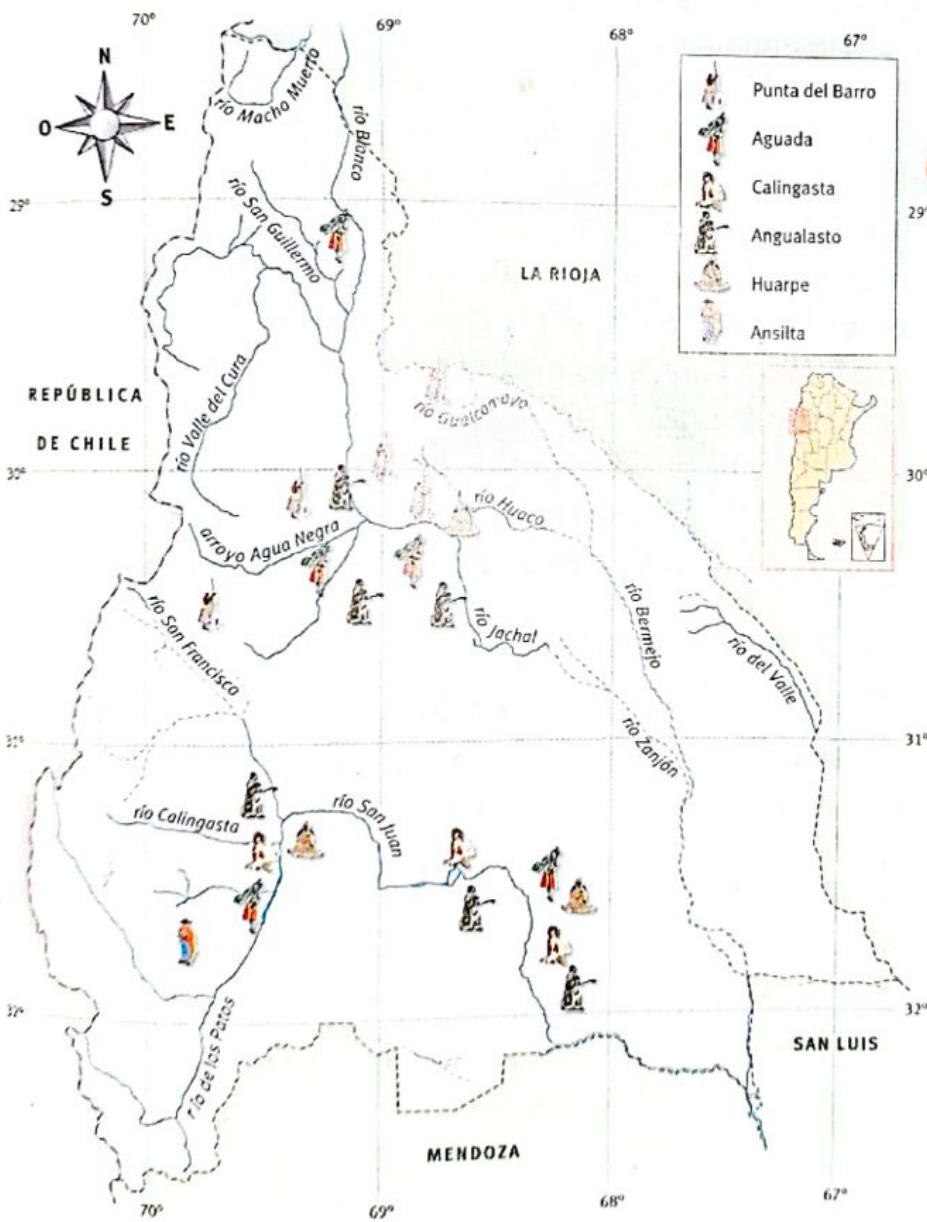 70°
69°
68°
67°
N
O
E
S
río Macho Muerto
río Blanco
Punta del Barro
Aguada
Calingasta
Angualasto
Huarpe
Ansilta
29°
29°
río San Guillermo
LA RIOJA
REPÚBLICA
DE CHILE
río Valle del Cura
río Gualcamayo
30°
30°
río Huaco
arroyo Agua Negra
río San Francisco
río Jáchal
río Bermejo
río del Valle
31°
31°
río Zanjón
río Calingasta
río San Juan
32°
32°
río de los Patos
SAN LUIS
MENDOZA
70°
69°
68°
67°